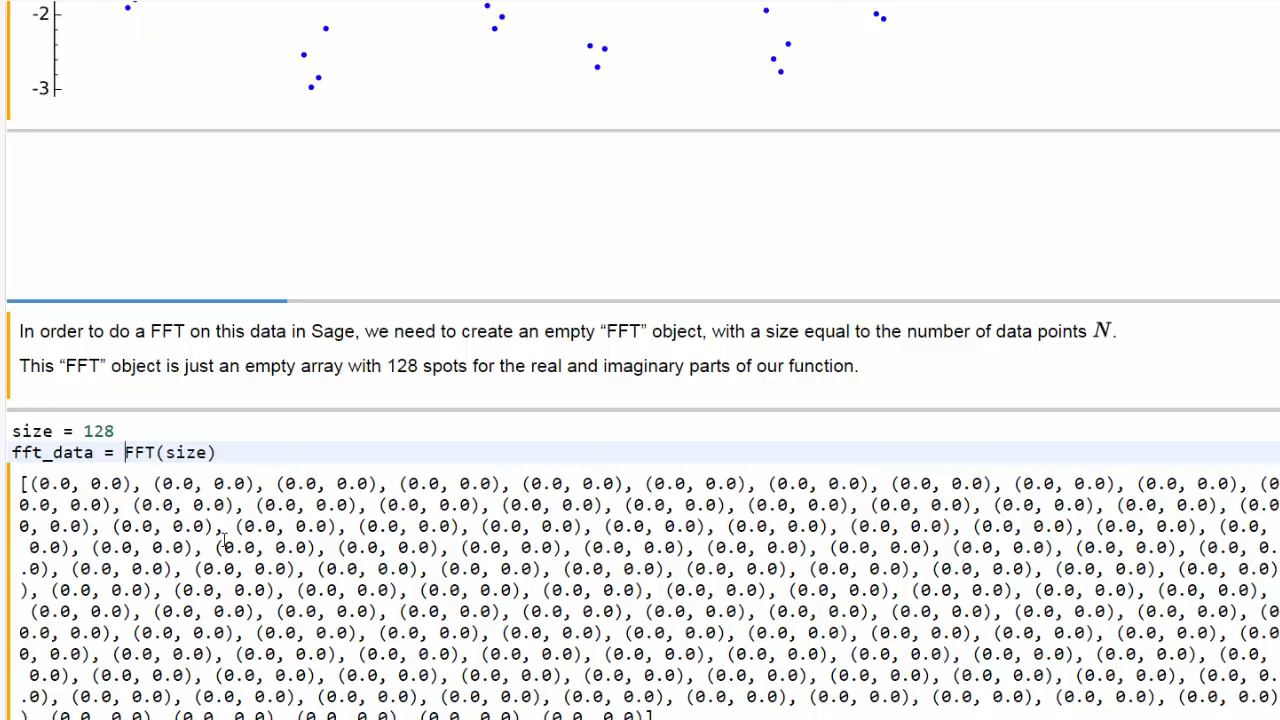 -2
-3
In order to do a FFT on this data in Sage, we need to create an empty “FFT” object, with a size equal to the number of data points N.
This “FFT” object is just an empty array with 128 spots for the real and imaginary parts of our function.
size = 128
fft_data = FFT(size)
[(0.0, 0.0), (0.0, 0.0), (0.0, 0.0), (0.0, 0.0), (0.0, 0.0), (0.0, 0.0), (0.0, 0.0), (0.0, 0.0), (0.0, 0.0), (0.0, 0.0), (0
0.0, 0.0), (0.0, 0.0), (0.0, 0.0), (0.0, 0.0), (0.0, 0.0), (0.0, 0.0), (0.0, 0.0), (0.0, 0.0), (0.0, 0.0), (0.0, 0.0), (0.0
0, 0.0), (0.0, 0.0), (0.0, 0.0), (0.0, 0.0), (0.0, 0.0), (0.0, 0.0), (0.0, 0.0), (0.0, 0.0), (0.0, 0.0), (0.0, 0.0), (0.0,
0.0), (0.0, 0.0), (0.0, 0.0), (0.0, 0.0), (0.0, 0.0), (0.0, 0.0), (0.0, 0.0), (0.0, 0.0), (0.0, 0.0), (0.0, 0.0), (0.0, 0.
.0), (0.0, 0.0), (0.0, 0.0), (0.0, 0.0), (0.0, 0.0), (0.0, 0.0), (0.0, 0.0), (0.0, 0.0), (0.0, 0.0), (0.0, 0.0), (0.0, 0.0)
), (0.0, 0.0), (0.0, 0.0), (0.0, 0.0), (0.0, 0.0), (0.0, 0.0), (0.0, 0.0), (0.0, 0.0), (0.0, 0.0), (0.0, 0.0), (0.0, 0.0),
(0.0, 0.0), (0.0, 0.0), (0.0, 0.0), (0.0, 0.0), (0.0, 0.0), (0.0, 0.0), (0.0, 0.0), (0.0, 0.0), (0.0, 0.0), (0.0, 0.0), (0
0.0, 0.0), (0.0, 0.0), (0.0, 0.0), (0.0, 0.0), (0.0, 0.0), (0.0, 0.0), (0.0, 0.0), (0.0, 0.0), (0.0, 0.0), (0.0, 0.0), (0.0
0, 0.0), (0.0, 0.0), (0.0, 0.0), (0.0, 0.0), (0.0, 0.0), (0.0, 0.0), (0.0, 0.0), (0.0, 0.0), (0.0, 0.0), (0.0, 0.0), (0.0,
0.0), (0.0, 0.0), (0.0, 0.0), (0.0, 0.0), (0.0, 0.0), (0.0, 0.0), (0.0, 0.0), (0.0, 0.0), (0.0, 0.0), (0.0, 0.0), (0.0, 0.
.0), (0.0, 0.0), (0.0, 0.0), (0.0, 0.0), (0.0, 0.0), (0.0, 0.0), (0.0, 0.0), (0.0, 0.0), (0.0, 0.0), (0.0, 0.0), (0.0, 0.0)
), (0.0, 0.0), (0.0, 0.0), (0.0, 0.0), (0.0, 0.0), (0.0, 0.0)]